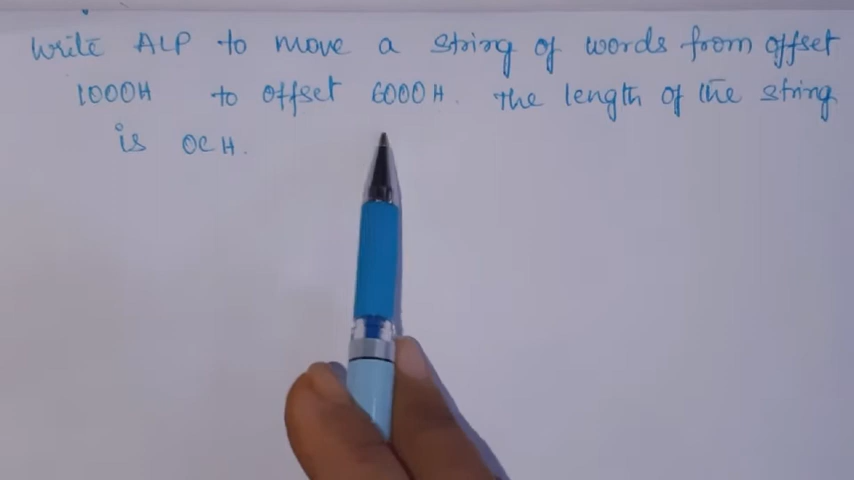 Write ALP to move a string of words from offset
1000H to offset 6000H. The length of the string
is 0CH.